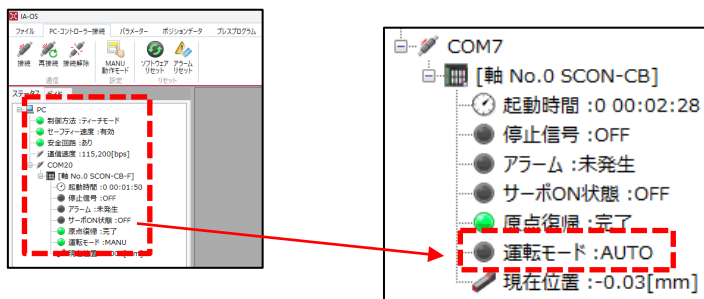 IA-OS
ファイル PC-コントローラー接続 パラメーター ポジションデータ プレスプログラム
接続 再接続 接続解除 MANU 動作モード ソフトウェア リセット アラーム リセット
通信 設定 リセット
ステータス
PC
制御方法 :ティーチモード
セーフティー速度 :有効
安全回路 :あり
通信速度 :115,200[bps]
COM20
[軸 No.0 SCON-CB-F]
起動時間 :0 00:01:50
停止信号 :OFF
アラーム :未発生
サーボON状態 :OFF
原点復帰 :完了
運転モード :MANU
現在位置
COM7
[軸 No.0 SCON-CB]
起動時間 :0 00:02:28
停止信号 :OFF
アラーム :未発生
サーボON状態 :OFF
原点復帰 :完了
運転モード :AUTO
現在位置 :-0.03[mm]